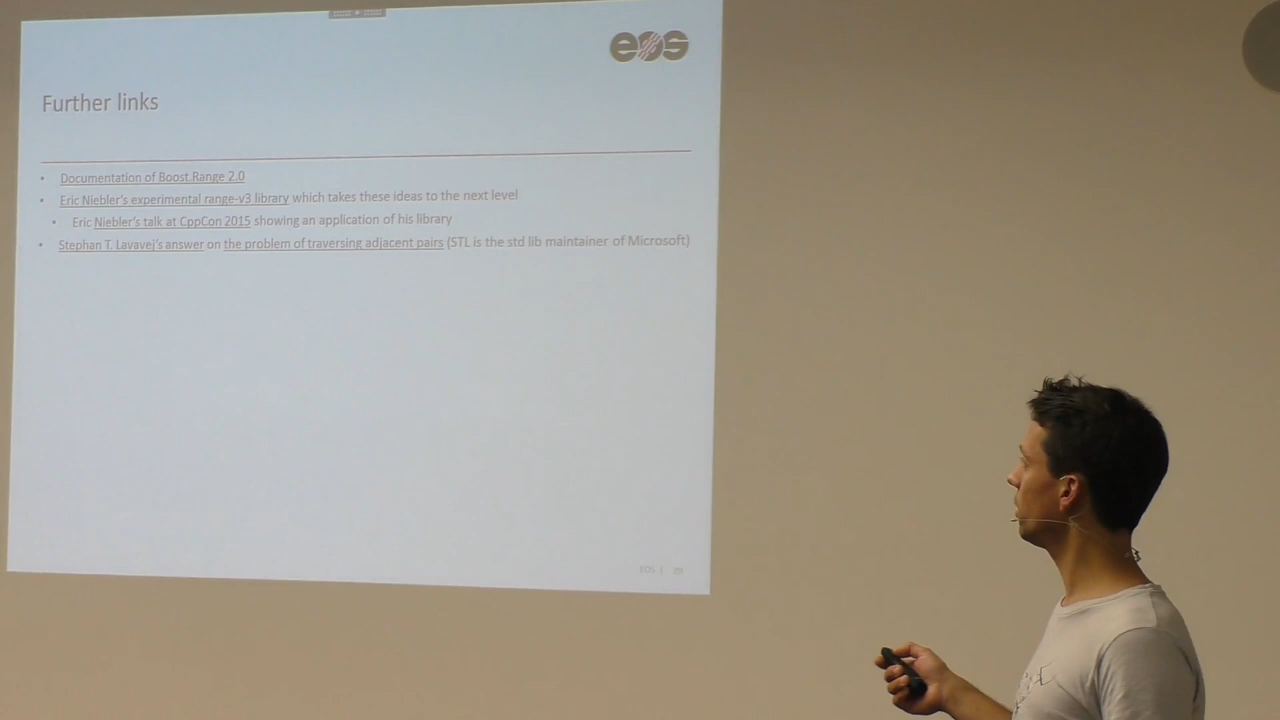 eos
Further links
• Documentation of Boost.Range 2.0
• Eric Niebler's experimental range-v3 library which takes these ideas to the next level
• Eric Niebler's talk at CppCon 2015 showing an application of his library
• Stephan T. Lavavej's answer on the problem of traversing adjacent pairs (STL is the std lib maintainer of Microsoft)
EOS |